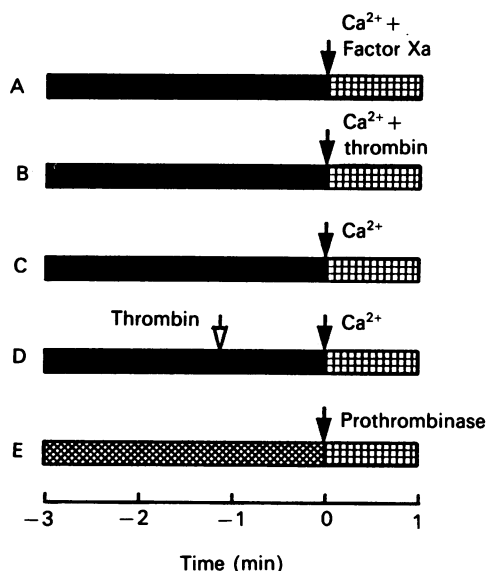 Ca²⁺ +
Factor Xa
A
Ca²⁺ +
thrombin
B
Ca²⁺
C
Thrombin
Ca²⁺
D
Prothrombinase
E
−3 −2 −1 0 1
Time (min)